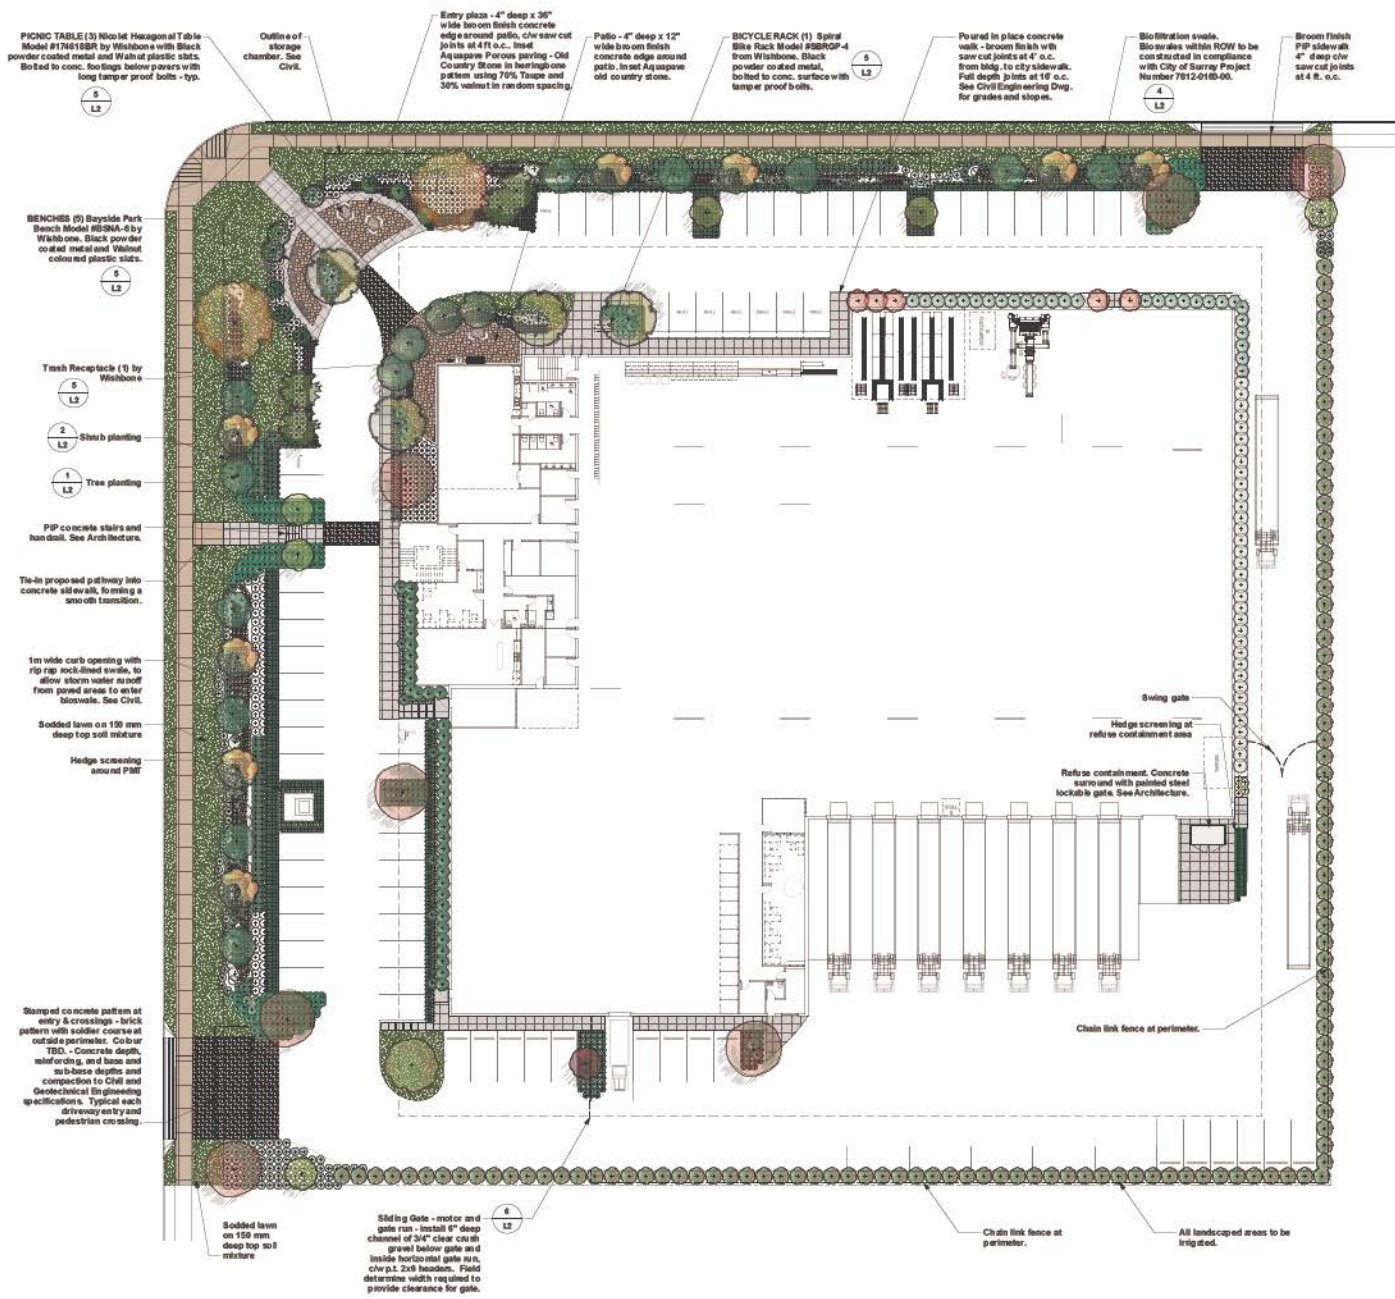 PICNIC TABLE (3) Nicolet Hexagonal Table
Model #174618BR by Wishbone with Black
powder coated metal and Walnut plastic slats.
Bolted to conc. footings below pavers with
long tamper proof bolts - typ.
5
L2
Outline of
storage
chamber. See
Civil.
Entry plaza - 4" deep x 36"
wide broom finish concrete
edge around patio, c/w saw cut
joints at 4 ft o.c.. Inset
Aquapave Porous paving - Old
Country Stone in herringbone
pattern using 70% Taupe and
30% walnut in random spacing.
Patio - 4" deep x 12"
wide broom finish
concrete edge around
patio. Inset Aquapave
old country stone.
BICYCLE RACK (1) Spiral
Bike Rack Model #SBRGP-4
from Wishbone. Black
powder coated metal,
bolted to conc. surface with
tamper proof bolts.
5
L2
Poured in place concrete
walk - broom finish with
saw cut joints at 4' o.c.
from bldg. to city sidewalk.
Full depth joints at 16' o.c.
See Civil Engineering Dwg.
for grades and slopes.
Biofiltration swale.
Bioswales within ROW to be
constructed in compliance
with City of Surrey Project
Number 7812-0160-00.
4
L2
Broom finish
PIP sidewalk
4" deep c/w
saw cut joints
at 4 ft. o.c.
BENCHES (5) Bayside Park
Bench Model #BSNA-6 by
Wishbone. Black powder
coated metal and Walnut
coloured plastic slats.
5
L2
Trash Receptacle (1) by
Wishbone
5
L2
2
L2
Shrub planting
1
L2
Tree planting
PIP concrete stairs and
handrail. See Architecture.
Tie-in proposed pathway into
concrete sidewalk, forming a
smooth transition.
1m wide curb opening with
rip rap rock-lined swale, to
allow storm water runoff
from paved areas to enter
bioswale. See Civil.
Sodded lawn on 150 mm
deep top soil mixture
Hedge screening
around PMT
Swing gate
Hedge screening at
refuse containment area
Refuse containment. Concrete
surround with painted steel
lockable gate. See Architecture.
Stamped concrete pattern at
entry & crossings - brick
pattern with soldier course at
outside perimeter. Colour
TBD. - Concrete depth,
reinforcing, and base and
sub-base depths and
compaction to Civil and
Geotechnical Engineering
specifications. Typical each
driveway entry and
pedestrian crossing.
Chain link fence at perimeter.
Sodded lawn
on 150 mm
deep top soil
mixture
Sliding Gate - motor and
gate run - install 6" deep
channel of 3/4" clear crush
gravel below gate and
inside horizontal gate run,
c/w p.t. 2x6 headers. Field
determine width required to
provide clearance for gate.
6
L2
Chain link fence at
perimeter.
All landscaped areas to be
irrigated.